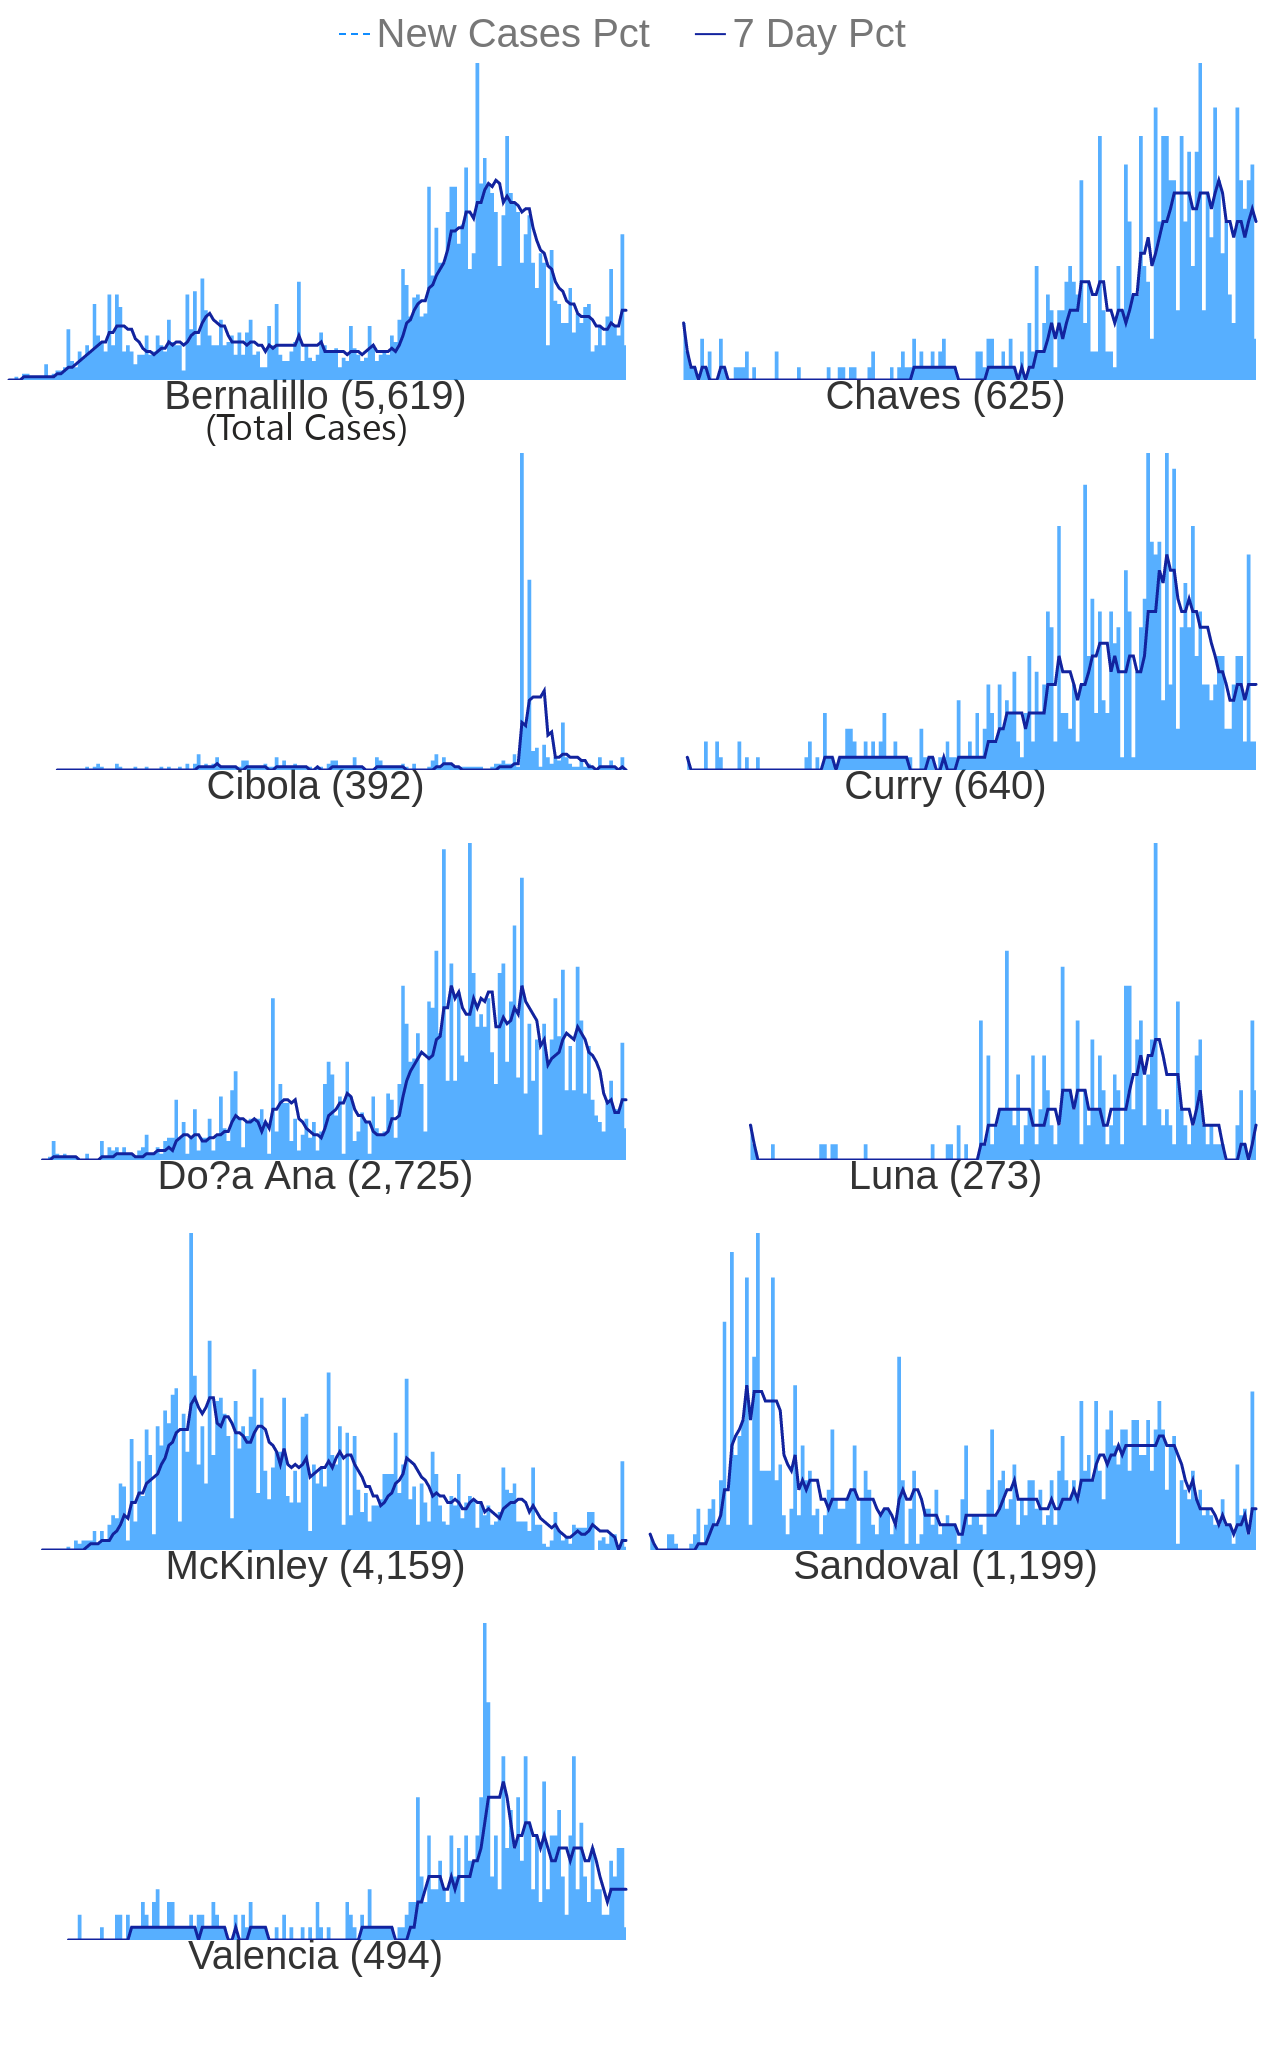 New Cases Pct 7 Day Pct
Bernalillo (5,619) Chaves (625)
(Total Cases)
Cibola (392) Curry (640)
Do?a Ana (2,725) Luna (273)
McKinley (4,159) Sandoval (1,199)
Valencia (494)